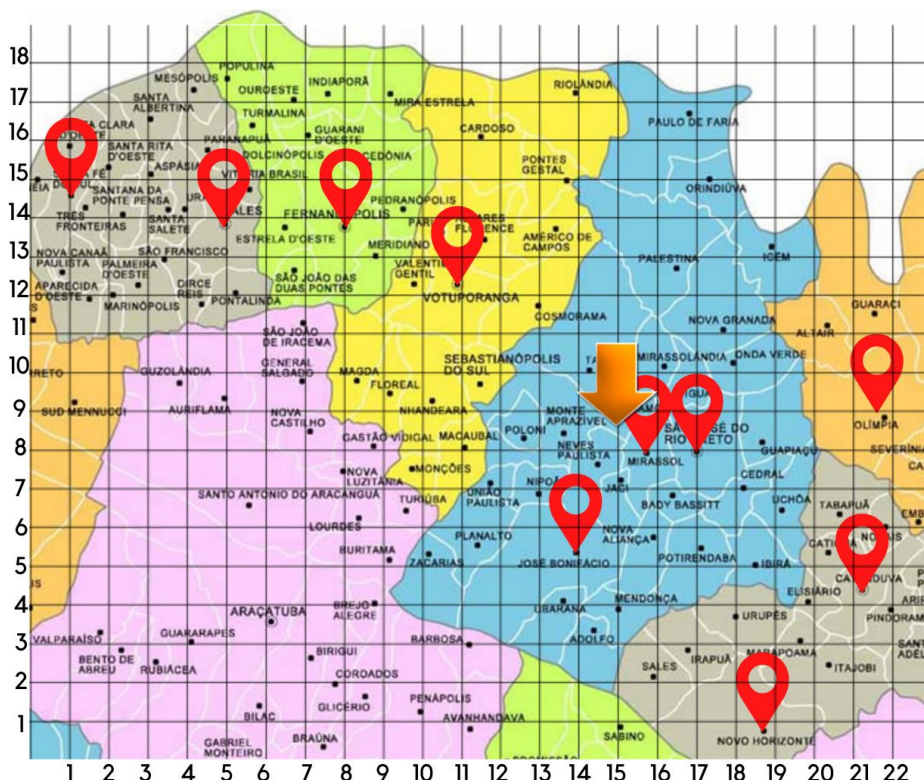 18
17
16
15
14
13
12
11
10
9
8
7
6
5
4
3
2
1
POPULINA
MESÓPOLIS
OUROESTE
INDIAPORÃ
RIOLÂNDIA
SANTA
ALBERTINA
MIRA ESTRELA
TURMALINA
PAULO DE FARIA
D'OESTE
GUARANI
D'OESTE
CARDOSO
PARANAPUÃ
SANTA RITA
D'OESTE
DOLCINÓPOLIS
ASPÁSIA
PONTES
GESTAL
ORINDIÚVA
SANTANA DA
PONTE PENSA
PEDRANÓPOLIS
TRÊS
FRONTEIRAS
SANTA
SALETE
ESTRELA D'OESTE
FLORENCE
AMÉRICO DE
CAMPOS
MERIDIANO
NOVA CANAÃ
PAULISTA
SÃO FRANCISCO
PALMEIRA
D'OESTE
PALESTINA
ICÉM
VALENTIM
GENTIL
SÃO JOÃO DAS
DUAS PONTES
APARECIDA
D'OESTE
DIRCE
REIS
MARINÓPOLIS
PONTALINDA
VOTUPORANGA
GUARACI
COSMORAMA
NOVA GRANADA
ALTAIR
SÃO JOÃO
DE IRACEMA
MIRASSOLÂNDIA
ONDA VERDE
SEBASTIANÓPOLIS
DO SUL
GENERAL
SALGADO
GUZOLÂNDIA
MAGDA
FLOREAL
SUD MENNUCCI
AURIFLAMA
NHANDEARA
NOVA
CASTILHO
MONTE
APRAZÍVEL
OLÍMPIA
POLONI
MACAUBAL
GASTÃO VIDIGAL
NEVES
PAULISTA
MIRASSOL
GUAPIAÇU
SEVERÍNIA
MONÇÕES
NOVA
LUZITÂNIA
CEDRAL
JACI
NIPOÃ
SANTO ANTONIO DO ARACANGUÁ
UNIÃO
PAULISTA
TURIÚBA
BADY BASSITT
UCHÔA
TABAPUÃ
LOURDES
NOVA
ALIANÇA
PLANALTO
BURITAMA
ZACARIAS
JOSÉ BONIFÁCIO
POTIRENDABA
IBIRÁ
ELISIÁRIO
ARAÇATUBA
BREJO
ALEGRE
UBARANA
MENDONÇA
URUPÊS
PINDORAMA
VALPARAÍSO
GUARARAPES
BARBOSA
ADOLFO
MARAPOAMA
BENTO DE
ABREU
RUBIÁCEA
BIRIGUI
SALES
IRAPUÃ
ITAJOBI
COROADOS
GLICÉRIO
PENÁPOLIS
BILAC
AVANHANDAVA
SABINO
NOVO HORIZONTE
GABRIEL
MONTEIRO
BRAÚNA
1 2 3 4 5 6 7 8 9 10 11 12 13 14 15 16 17 18 19 20 21 22